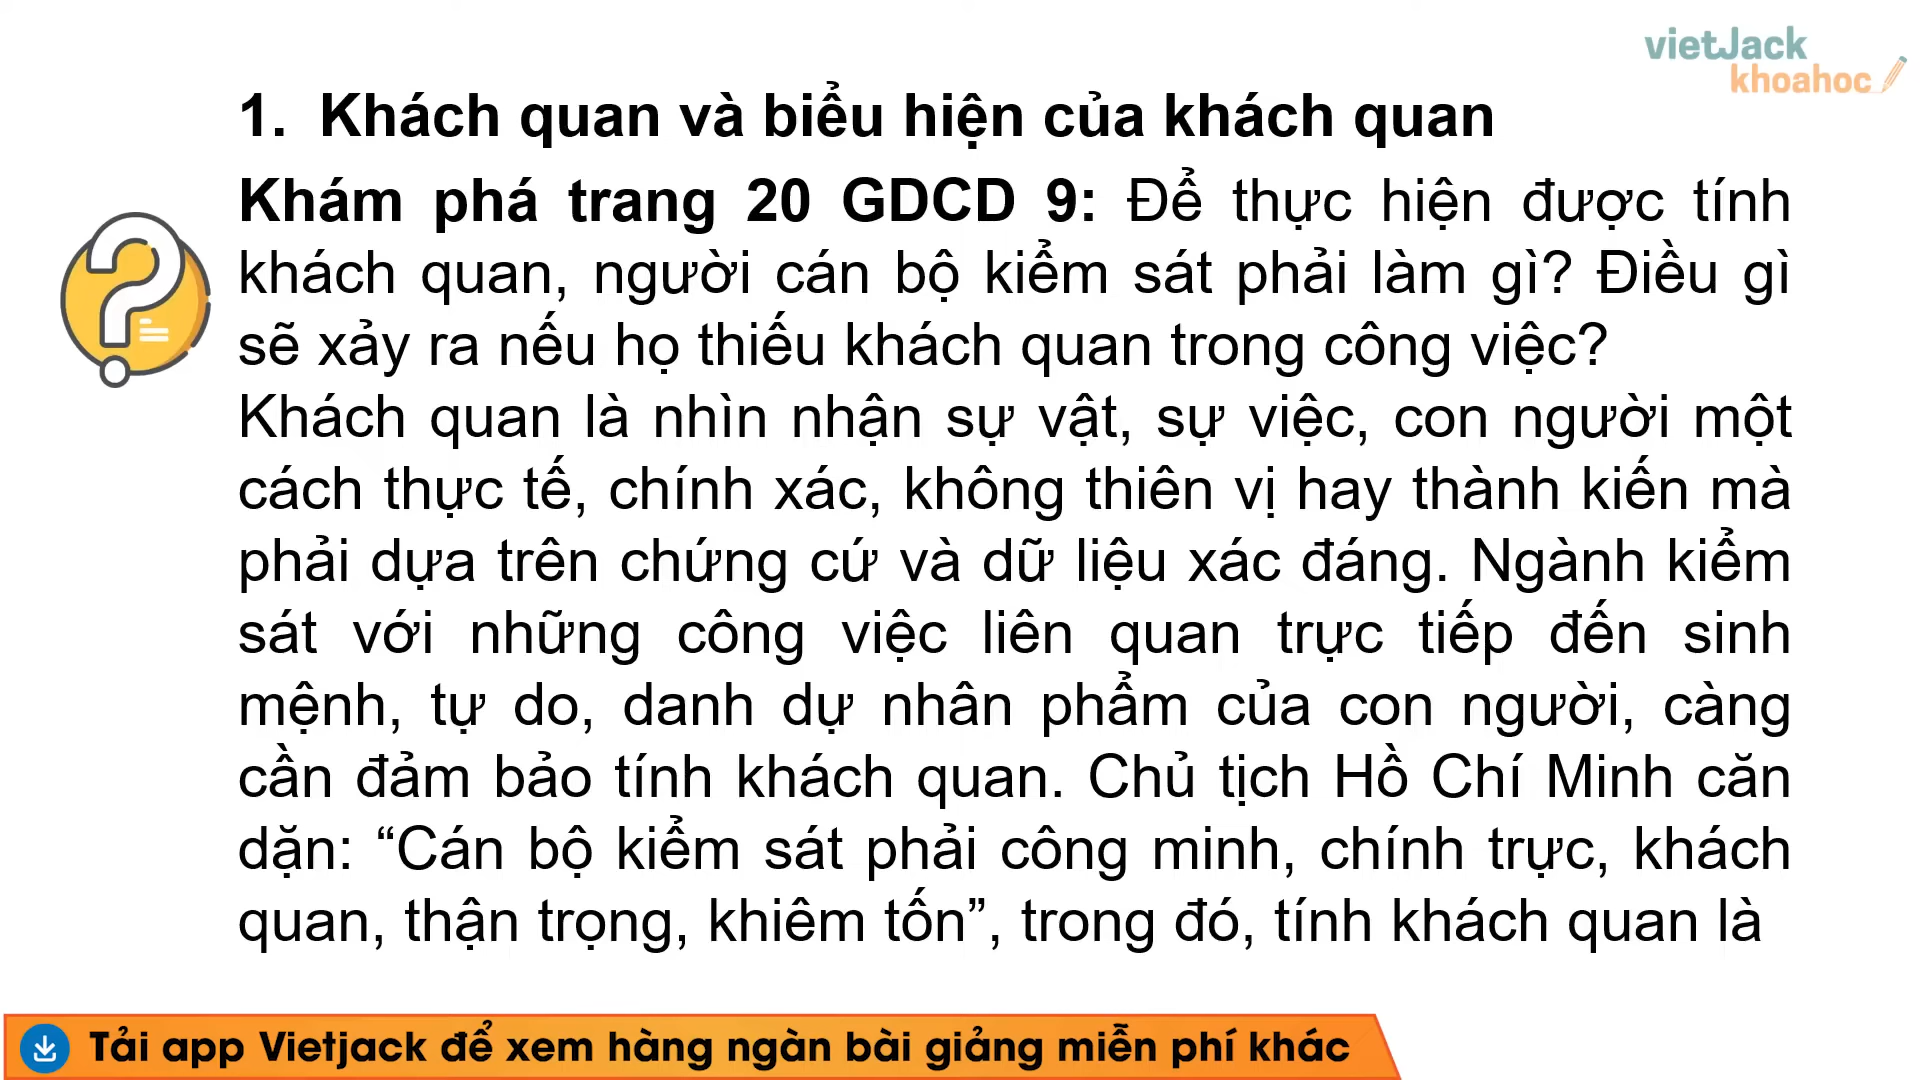 vietJack
khoahoc
1. Khách quan và biểu hiện của khách quan
Khám phá trang 20 GDCD 9: Để thực hiện được tính
khách quan, người cán bộ kiểm sát phải làm gì? Điều gì
sẽ xảy ra nếu họ thiếu khách quan trong công việc?
Khách quan là nhìn nhận sự vật, sự việc, con người một
cách thực tế, chính xác, không thiên vị hay thành kiến mà
phải dựa trên chứng cứ và dữ liệu xác đáng. Ngành kiểm
sát với những công việc liên quan trực tiếp đến sinh
mệnh, tự do, danh dự nhân phẩm của con người, càng
cần đảm bảo tính khách quan. Chủ tịch Hồ Chí Minh căn
dặn: “Cán bộ kiểm sát phải công minh, chính trực, khách
quan, thận trọng, khiêm tốn”, trong đó, tính khách quan là
Tải app Vietjack để xem hàng ngàn bài giảng miễn phí khác